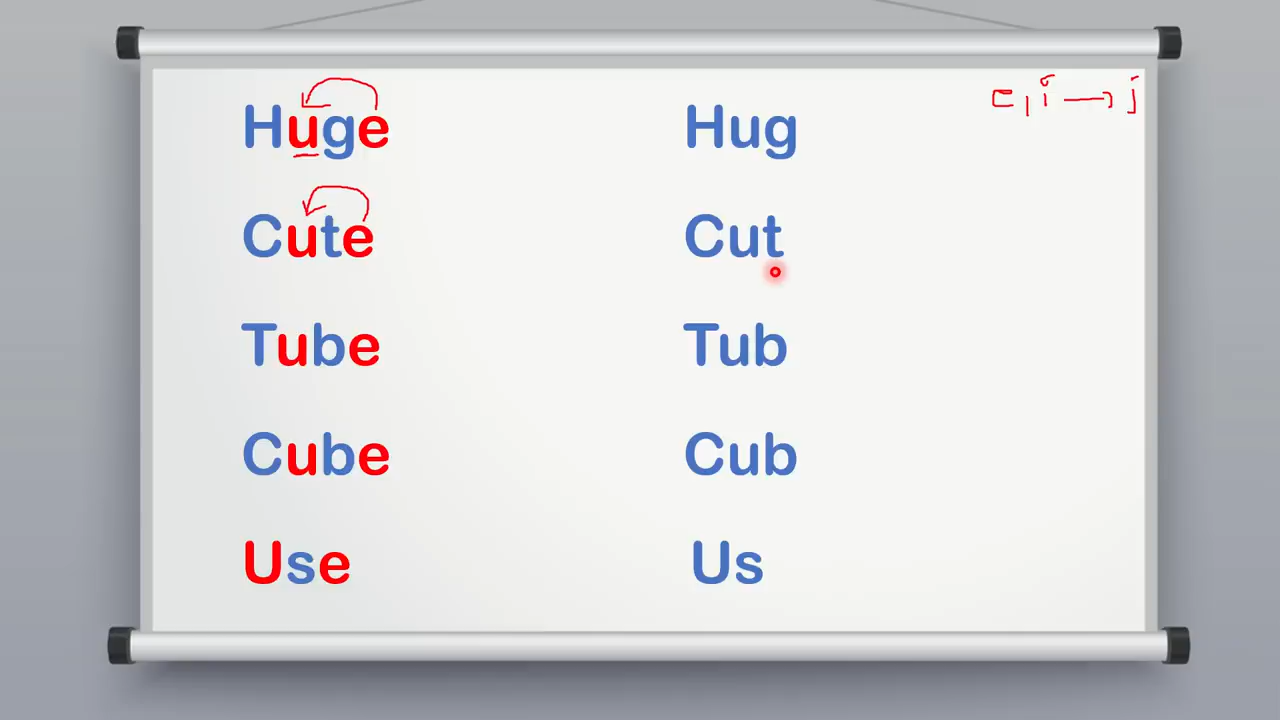 Huge Hug e, i → j
Cute Cut
Tube Tub
Cube Cub
Use Us